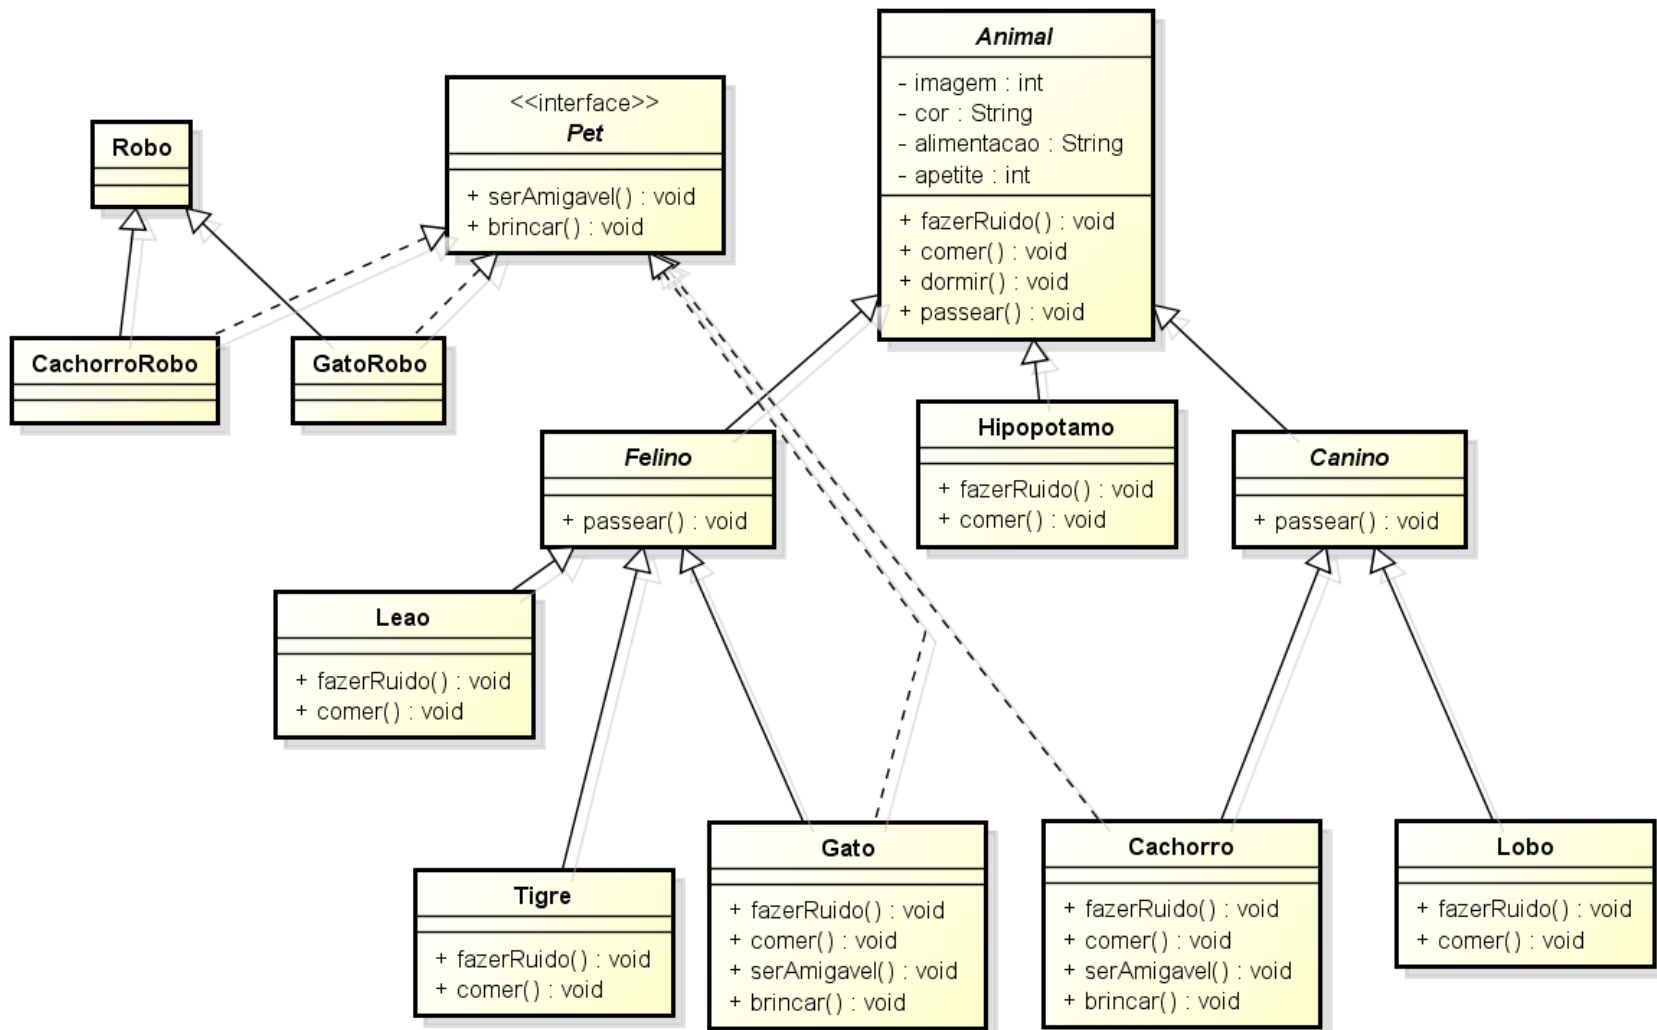 Animal
- imagem : int
- cor : String
- alimentacao : String
- apetite : int
+ fazerRuido() : void
+ comer() : void
+ dormir() : void
+ passear() : void
<<interface>>
Pet
+ serAmigavel() : void
+ brincar() : void
Robo
CachorroRobo
GatoRobo
Felino
+ passear() : void
Hipopotamo
+ fazerRuido() : void
+ comer() : void
Canino
+ passear() : void
Leao
+ fazerRuido() : void
+ comer() : void
Tigre
+ fazerRuido() : void
+ comer() : void
Gato
+ fazerRuido() : void
+ comer() : void
+ serAmigavel() : void
+ brincar() : void
Cachorro
+ fazerRuido() : void
+ comer() : void
+ serAmigavel() : void
+ brincar() : void
Lobo
+ fazerRuido() : void
+ comer() : void